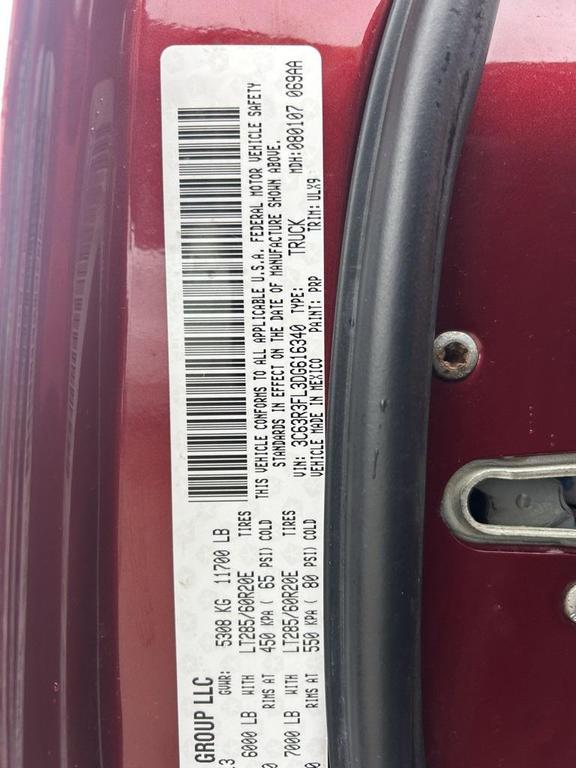 GROUP LLC
GVWR: 5308 KG 11700 LB
6000 LB WITH LT285/60R20E TIRES
RIMS AT 450 KPA ( 65 PSI) COLD
7000 LB WITH LT285/60R20E TIRES
RIMS AT 550 KPA ( 80 PSI) COLD
THIS VEHICLE CONFORMS TO ALL APPLICABLE U.S.A. FEDERAL MOTOR VEHICLE SAFETY
STANDARDS IN EFFECT ON THE DATE OF MANUFACTURE SHOWN ABOVE.
VIN: 3C63R3FL3DG616340 TYPE: TRUCK MDH:080107 069AA
VEHICLE MADE IN MEXICO PAINT: PRP TRIM: ULX9